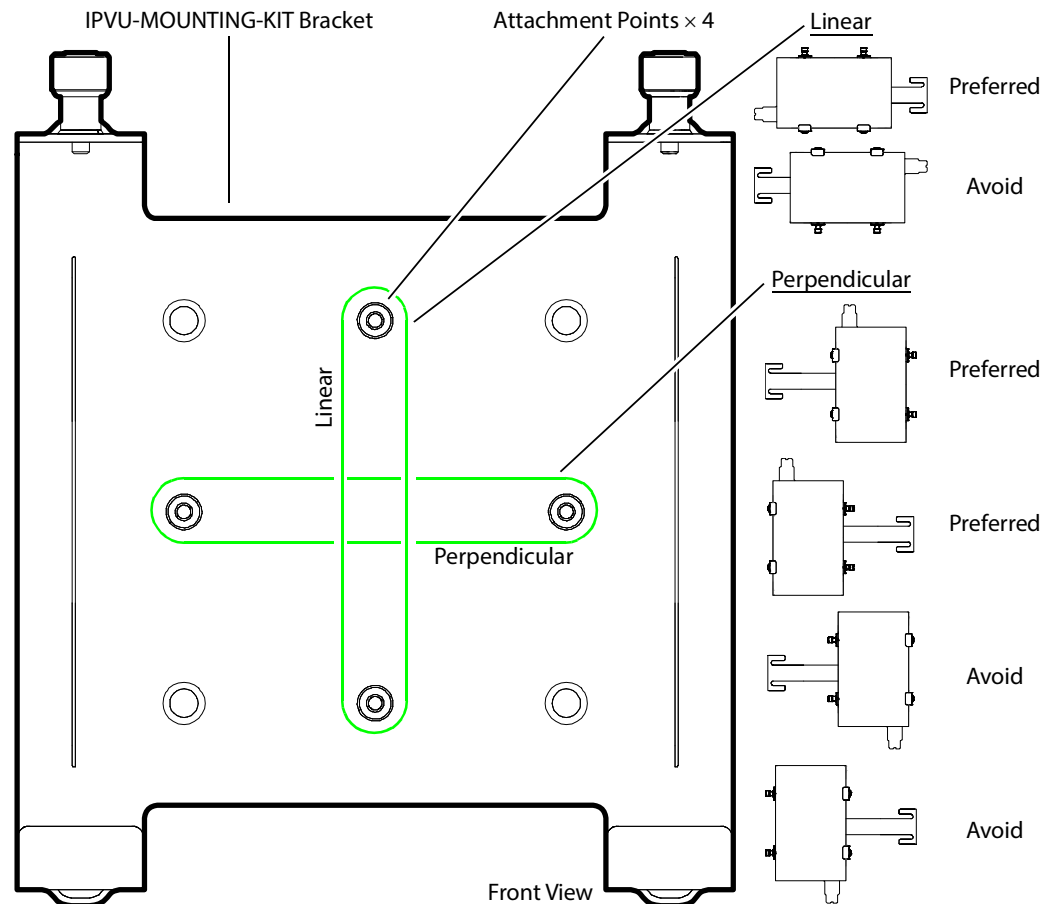 IPVU-MOUNTING-KIT Bracket
Attachment Points × 4
Linear
Preferred
Avoid
Perpendicular
Preferred
Linear
Preferred
Perpendicular
Avoid
Avoid
Front View